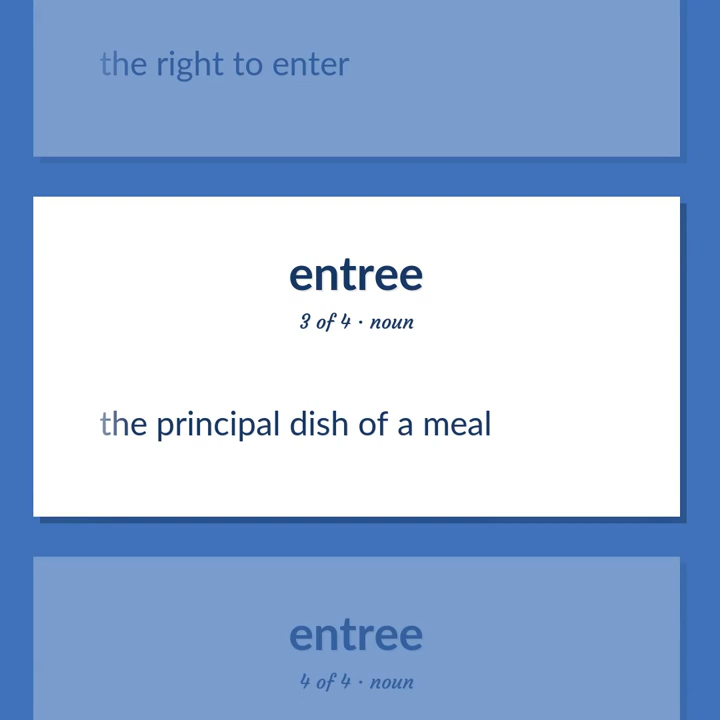 the right to enter
entree
3 of 4 · noun
the principal dish of a meal
entree
4 of 4 · noun